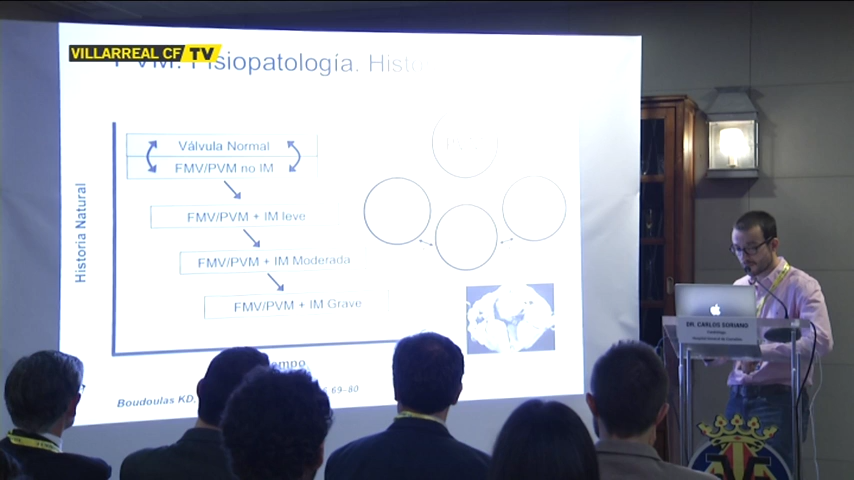 VILLARREAL CF TV
PVM. Fisiopatología. Histo
Historia Natural
Válvula Normal
FMV/PVM no IM
FMV/PVM + IM leve
FMV/PVM + IM Moderada
FMV/PVM + IM Grave
empo
Boudoulas KD, 69–80
DR. CARLOS SORIANO
Cardiólogo